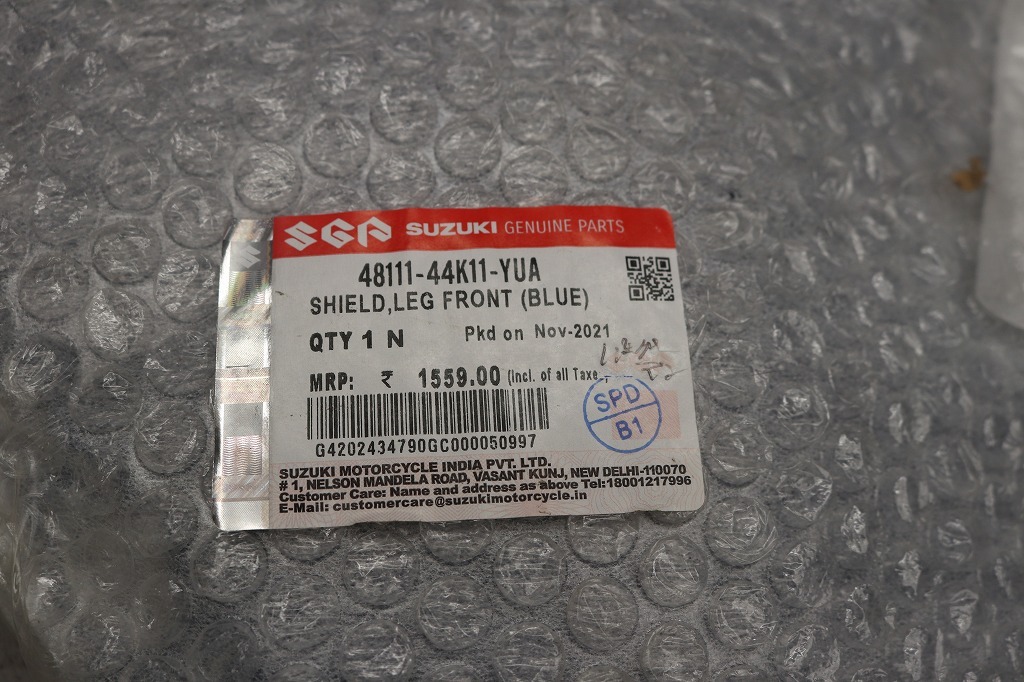 SGP SUZUKI GENUINE PARTS
48111-44K11-YUA
SHIELD,LEG FRONT (BLUE)
QTY 1 N Pkd on Nov-2021
MRP: ₹ 1559.00 (Incl. of all Taxe
SPD
B1
G4202434790GC000050997
SUZUKI MOTORCYCLE INDIA PVT. LTD.
# 1, NELSON MANDELA ROAD, VASANT KUNJ, NEW DELHI-110070
Customer Care: Name and address as above Tel:18001217996
E-Mail: customercare@suzukimotorcycle.in